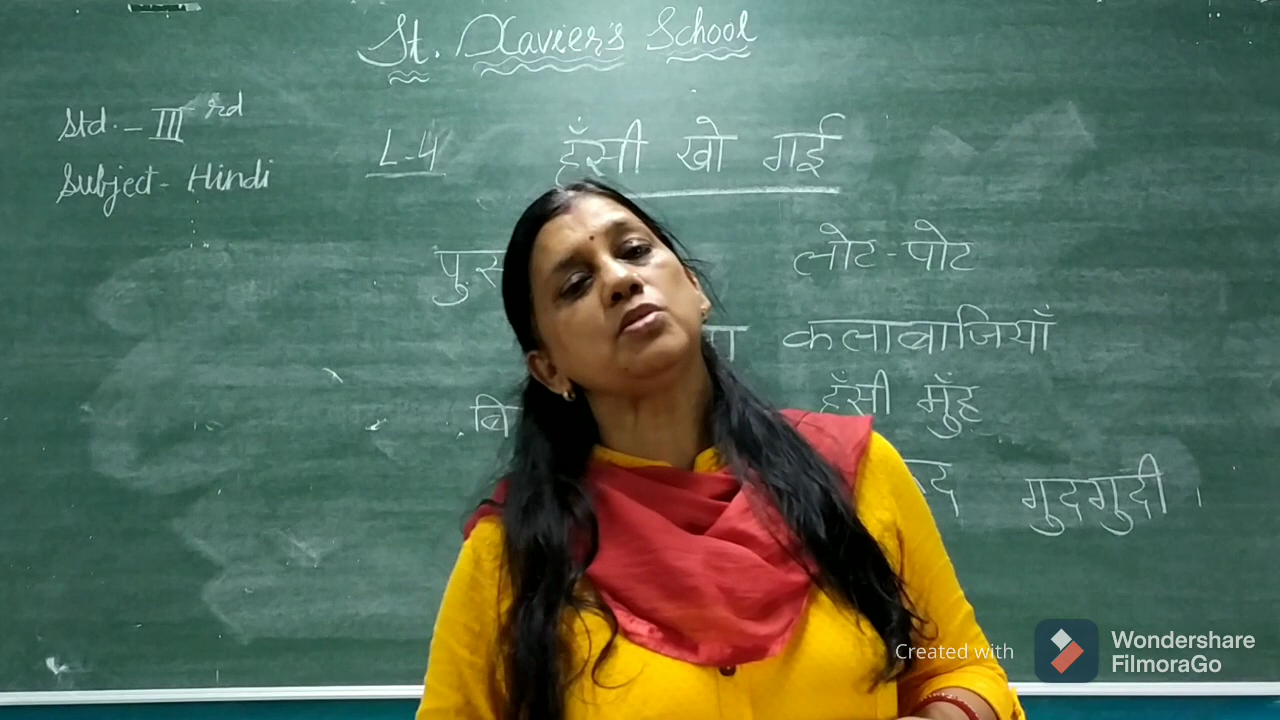 St. Xavier's School
Std. - III rd
Subject - Hindi
L-4 हँसी खो गई
लोट-पोट
कलाबाजियाँ
हँसी मुँह
गुदगुदी।
Created with Wondershare FilmoraGo